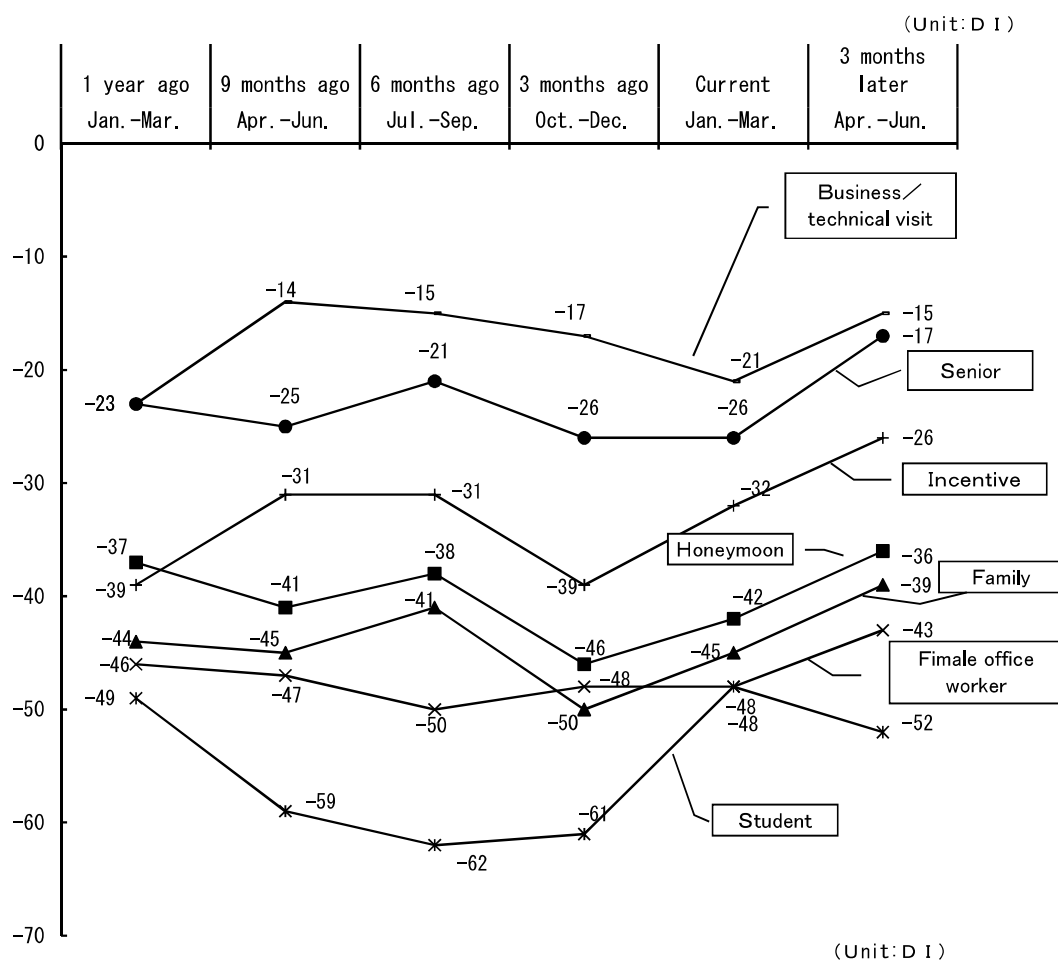 (Unit:DI)
1 year ago
Jan.-Mar.
9 months ago
Apr.-Jun.
6 months ago
Jul.-Sep.
3 months ago
Oct.-Dec.
Current
Jan.-Mar.
3 months
later
Apr.-Jun.
0
-10
-20
-30
-40
-50
-60
-70
Business／
technical visit
-14
-15
-17
-21
-15
-23
-25
-21
-26
-26
-17
Senior
-31
-31
-39
-32
-26
-39
Incentive
-37
-41
-38
-46
-42
-36
Honeymoon
-44
-45
-41
-50
-45
-39
Family
-46
-47
-50
-48
-48
-43
Fimale office
worker
-49
-59
-62
-61
-48
-52
Student
(Unit:DI)